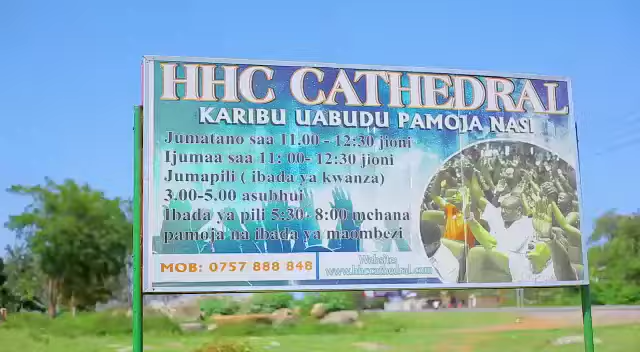 HHC CATHEDRAL
KARIBU UABUDU PAMOJA NASI
Jumatano saa 11.00 - 12:30 jioni
Ijumaa saa 11: 00- 12:30 jioni
Jumapili ( ibada ya kwanza)
3.00-5.00 asubhui
Ibada ya pili 5:30- 8:00 mchana
pamoja na ibada ya maombezi
MOB: 0757 868 848
Website
www.hhccathedral.com